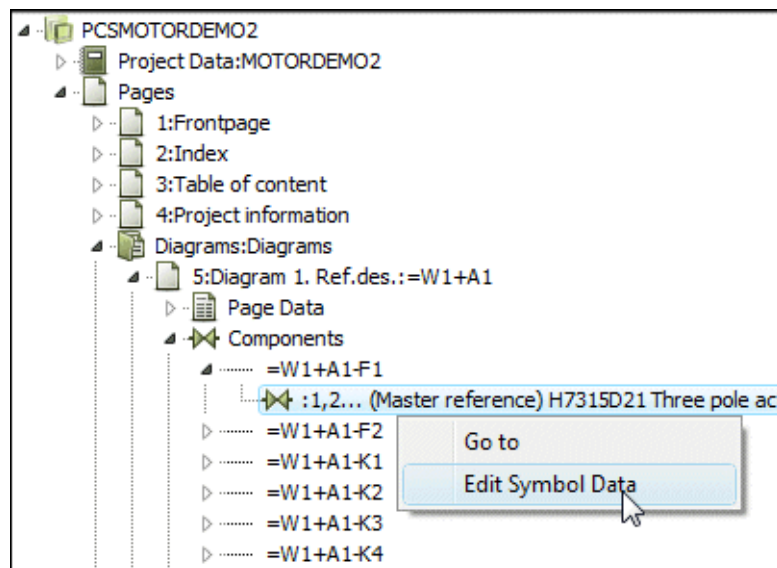 PCSMOTORDEMO2
Project Data:MOTORDEMO2
Pages
1:Frontpage
2:Index
3:Table of content
4:Project information
Diagrams:Diagrams
5:Diagram 1. Ref.des.:=W1+A1
Page Data
Components
=W1+A1-F1
:1,2... (Master reference) H7315D21 Three pole ac
=W1+A1-F2
Go to
=W1+A1-K1
Edit Symbol Data
=W1+A1-K2
=W1+A1-K3
=W1+A1-K4